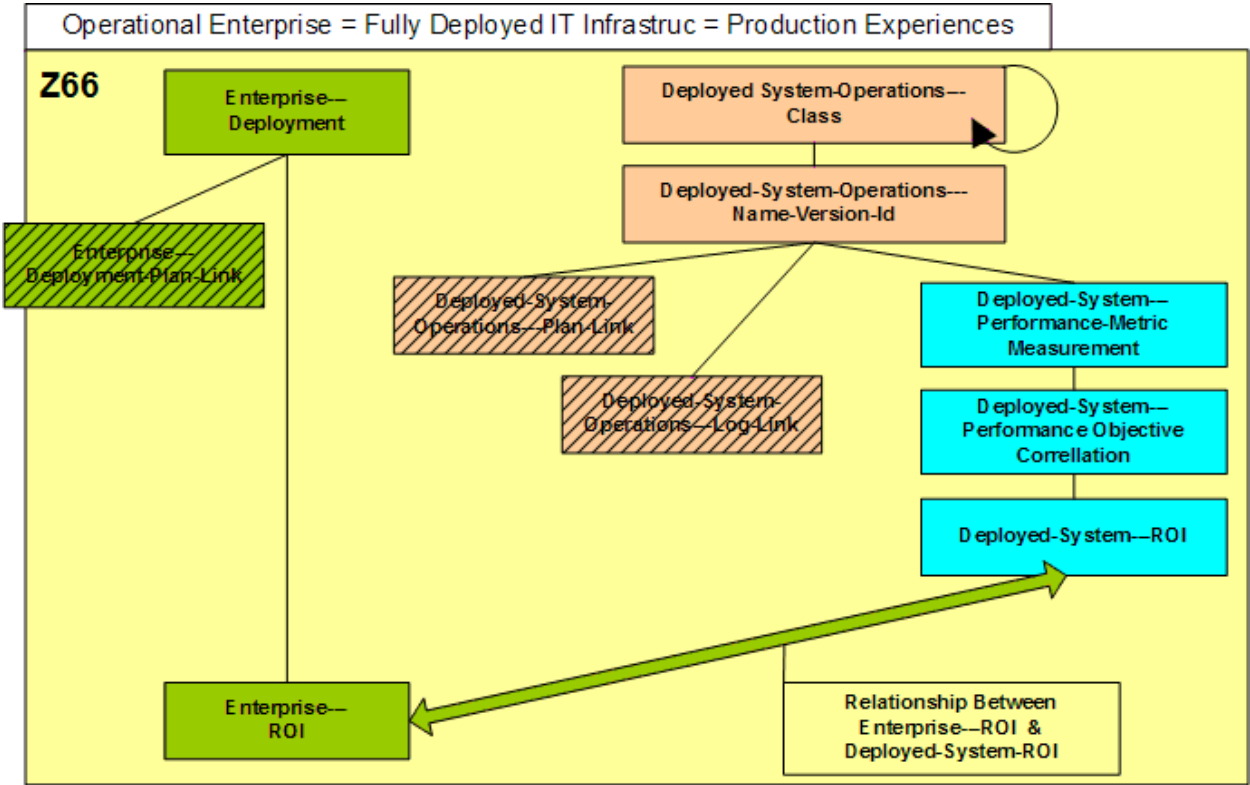 Operational Enterprise = Fully Deployed IT Infrastruc = Production Experiences
Z66
Enterprise---
Deployment
Deployed System-Operations---
Class
Deployed-System-Operations---
Name-Version-Id
Enterprise---
Deployment-Plan-Link
Deployed-System-
Operations---Plan-Link
Deployed-System---
Performance-Metric
Measurement
Deployed-System-
Operations---Log-Link
Deployed-System---
Performance Objective
Correllation
Deployed-System---ROI
Enterprise---
ROI
Relationship Between
Enterprise---ROI &
Deployed-System-ROI